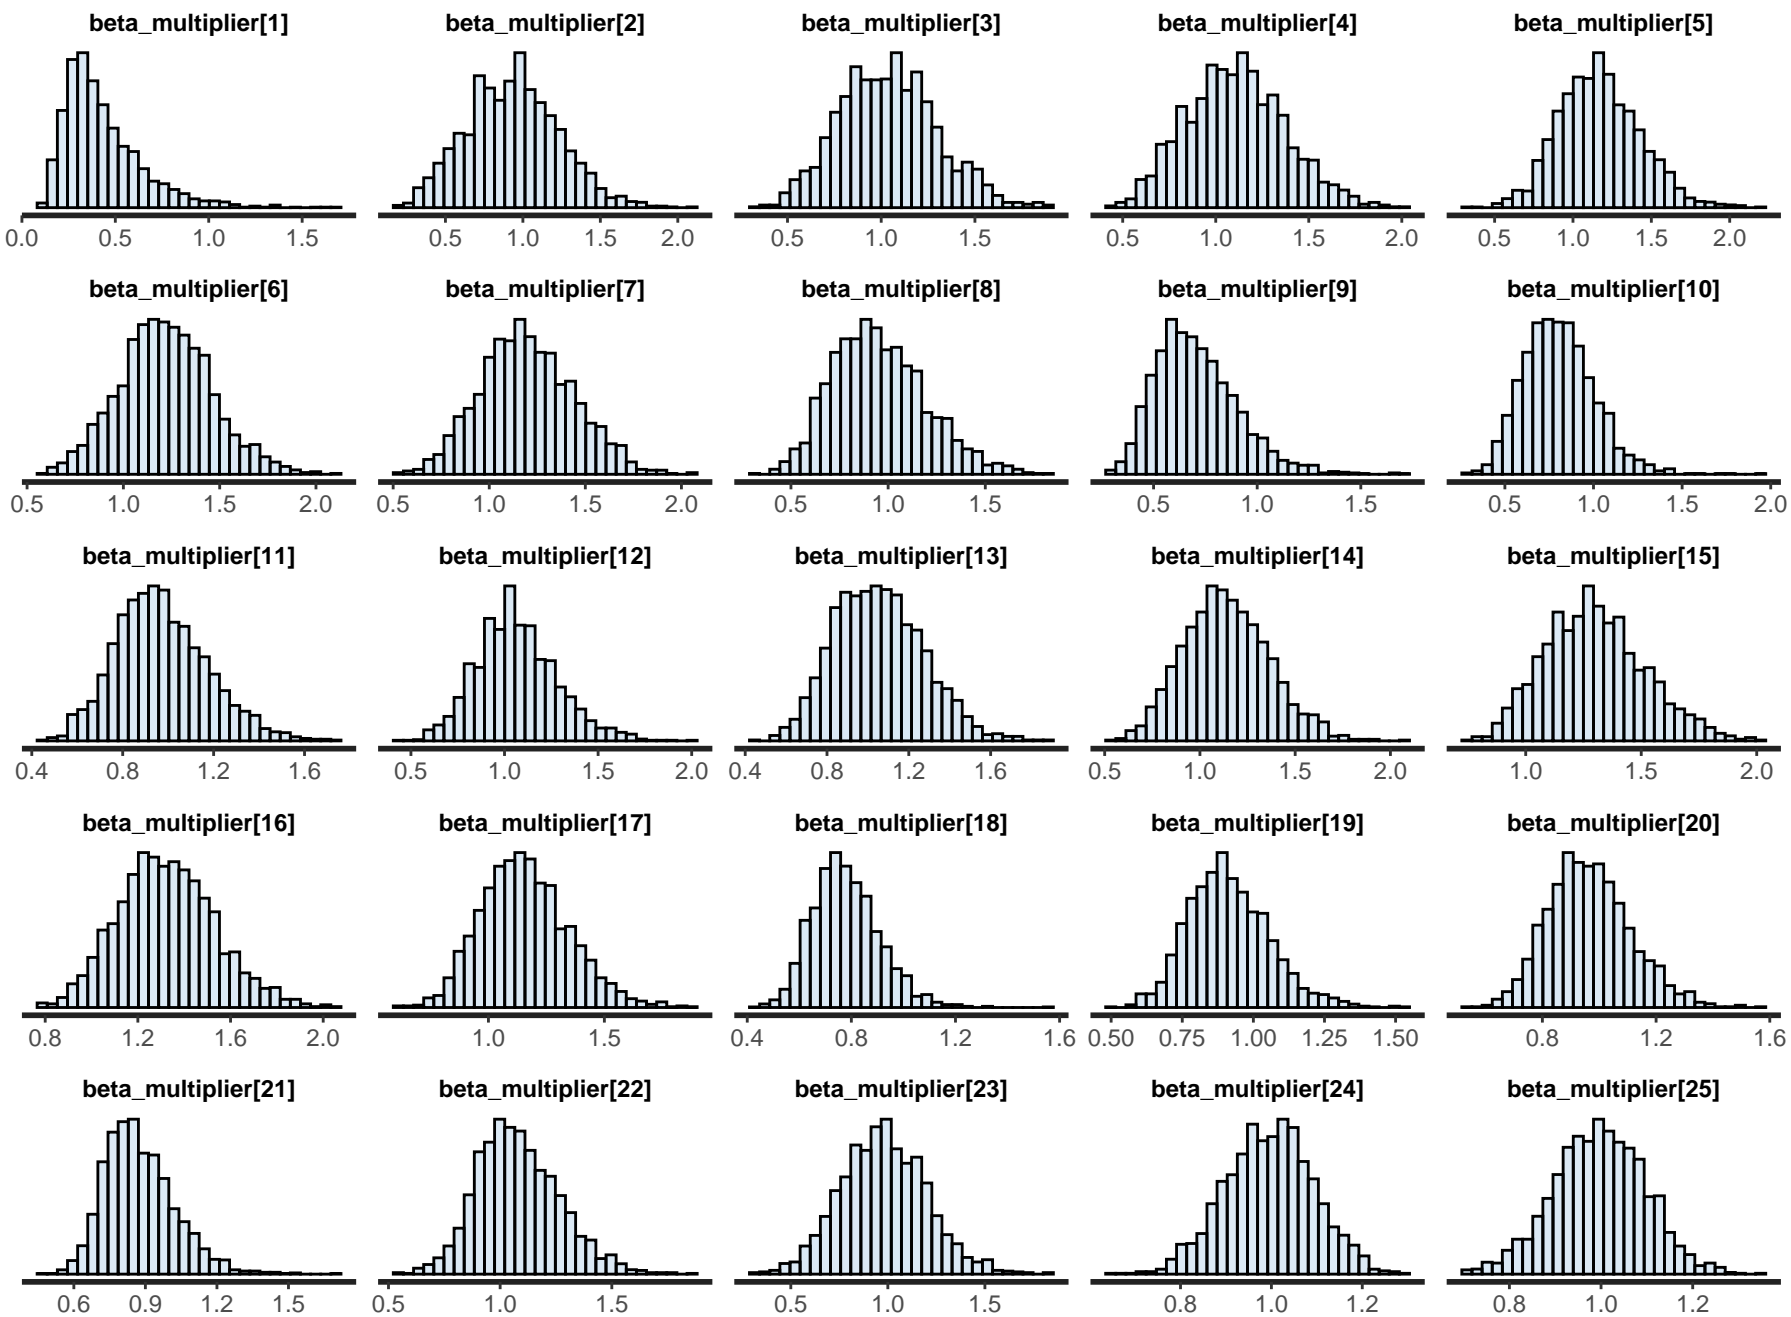 beta_multiplier[1] beta_multiplier[2] beta_multiplier[3] beta_multiplier[4] beta_multiplier[5]
0.0 0.5 1.0 1.5 0.5 1.0 1.5 2.0 0.5 1.0 1.5 0.5 1.0 1.5 2.0 0.5 1.0 1.5 2.0
beta_multiplier[6] beta_multiplier[7] beta_multiplier[8] beta_multiplier[9] beta_multiplier[10]
0.5 1.0 1.5 2.0 0.5 1.0 1.5 2.0 0.5 1.0 1.5 0.5 1.0 1.5 0.5 1.0 1.5 2.0
beta_multiplier[11] beta_multiplier[12] beta_multiplier[13] beta_multiplier[14] beta_multiplier[15]
0.4 0.8 1.2 1.6 0.5 1.0 1.5 2.0 0.4 0.8 1.2 1.6 0.5 1.0 1.5 2.0 1.0 1.5 2.0
beta_multiplier[16] beta_multiplier[17] beta_multiplier[18] beta_multiplier[19] beta_multiplier[20]
0.8 1.2 1.6 2.0 1.0 1.5 0.4 0.8 1.2 1.6 0.50 0.75 1.00 1.25 1.50 0.8 1.2 1.6
beta_multiplier[21] beta_multiplier[22] beta_multiplier[23] beta_multiplier[24] beta_multiplier[25]
0.6 0.9 1.2 1.5 0.5 1.0 1.5 0.5 1.0 1.5 0.8 1.0 1.2 0.8 1.0 1.2